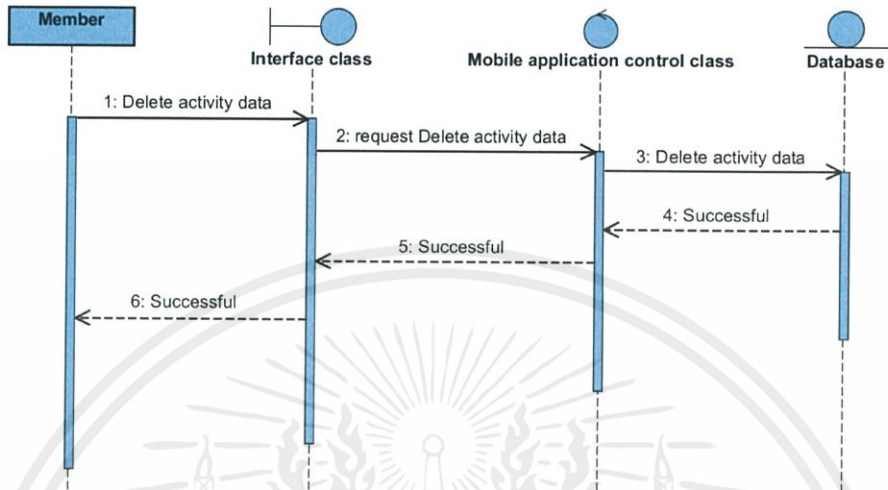 Member
Interface class
Mobile application control class
Database
1: Delete activity data
2: request Delete activity data
3: Delete activity data
4: Successful
5: Successful
6: Successful